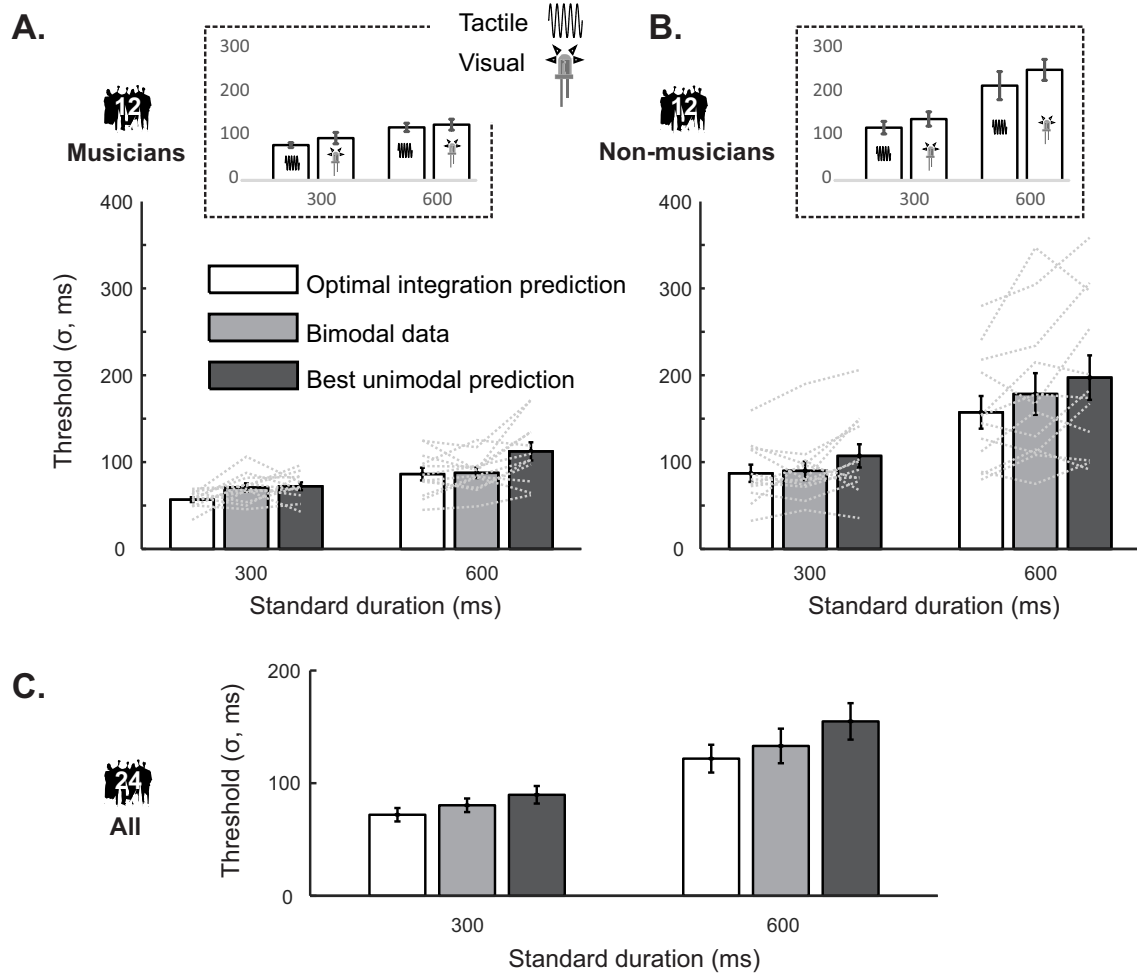 A.
Tactile
Visual
300
200
100
0
300
600
12
Musicians
400
300
200
100
0
Threshold (σ, ms)
Optimal integration prediction
Bimodal data
Best unimodal prediction
300
600
Standard duration (ms)
B.
300
200
100
0
300
600
12
Non-musicians
400
300
200
100
0
300
600
Standard duration (ms)
C.
24
All
200
100
0
Threshold (σ, ms)
300
600
Standard duration (ms)